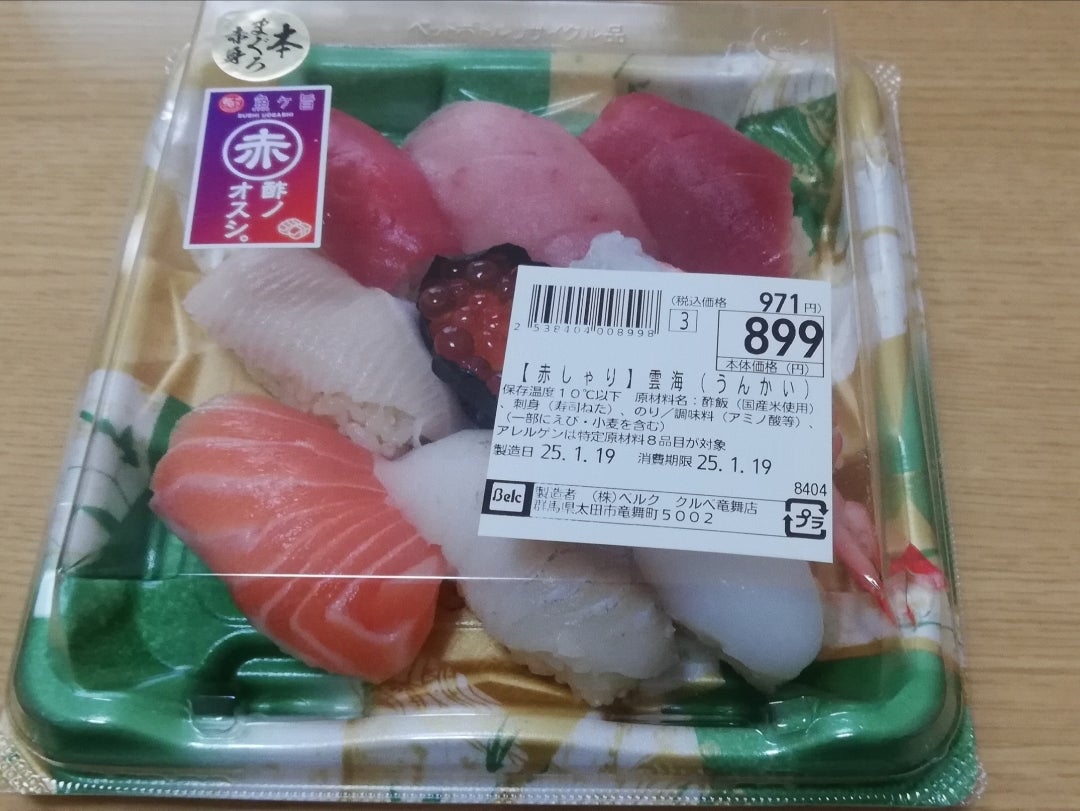 ペットボトルリサイクル品
本
まぐろ
赤身
魚ケ旨
SUSHI UOGASHI
赤
酢ノ
オスシ。
(税込価格 971円)
2 538404 008998
3
899
本体価格(円)
【赤しゃり】雲海(うんかい)
保存温度10℃以下 原材料名:酢飯(国産米使用)
、刺身(寿司ねた)、のり/調味料(アミノ酸等)、
(一部にえび・小麦を含む)
アレルゲンは特定原材料8品目が対象
製造日 25.1.19 消費期限 25.1.19
8404
Belc
製造者 (株)ベルク クルベ竜舞店
群馬県太田市竜舞町5002
プラ